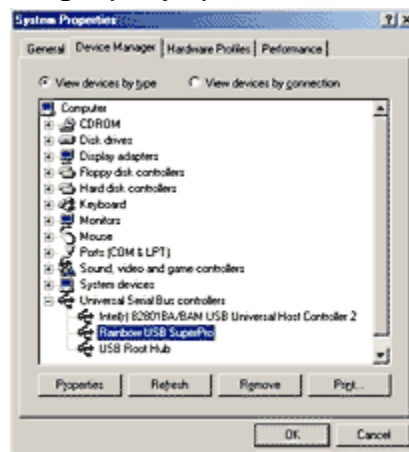 System Properties
General Device Manager Hardware Profiles Performance
View devices by type View devices by connection
Computer
CDROM
Disk drives
Display adapters
Floppy disk controllers
Hard disk controllers
Keyboard
Monitors
Mouse
Ports (COM & LPT)
Sound, video and game controllers
System devices
Universal Serial Bus controllers
Intel(r) 82801BA/BAM USB Universal Host Controller 2
Rainbow USB SuperPro
USB Root Hub
Properties Refresh Remove Print...
OK Cancel